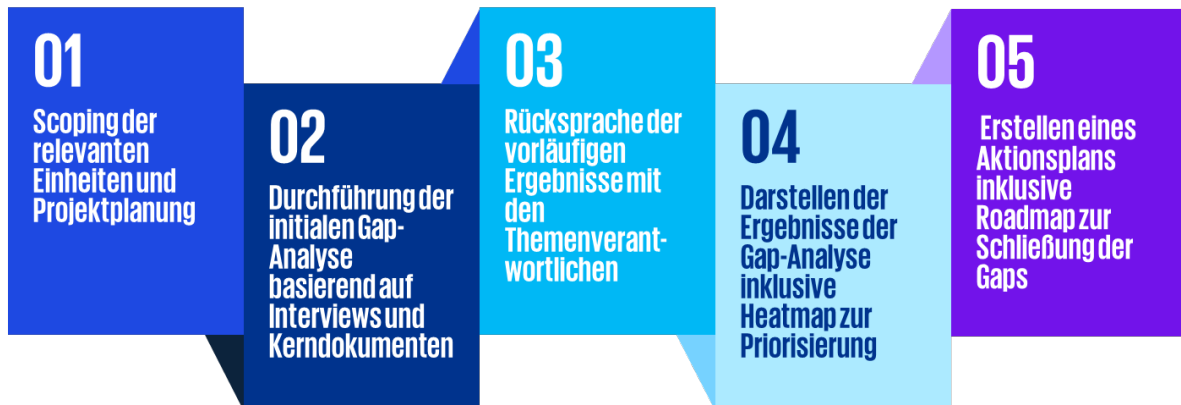 01
Scoping der
relevanten
Einheiten und
Projektplanung
02
Durchführung der
initialen Gap-
Analyse
basierend auf
Interviews und
Kerndokumenten
03
Rücksprache der
vorläufigen
Ergebnisse mit
den
Themenverant-
wortlichen
04
Darstellen der
Ergebnisse der
Gap-Analyse
inklusive
Heatmap zur
Priorisierung
05
Erstellen eines
Aktionsplans
inklusive
Roadmap zur
Schließung der
Gaps